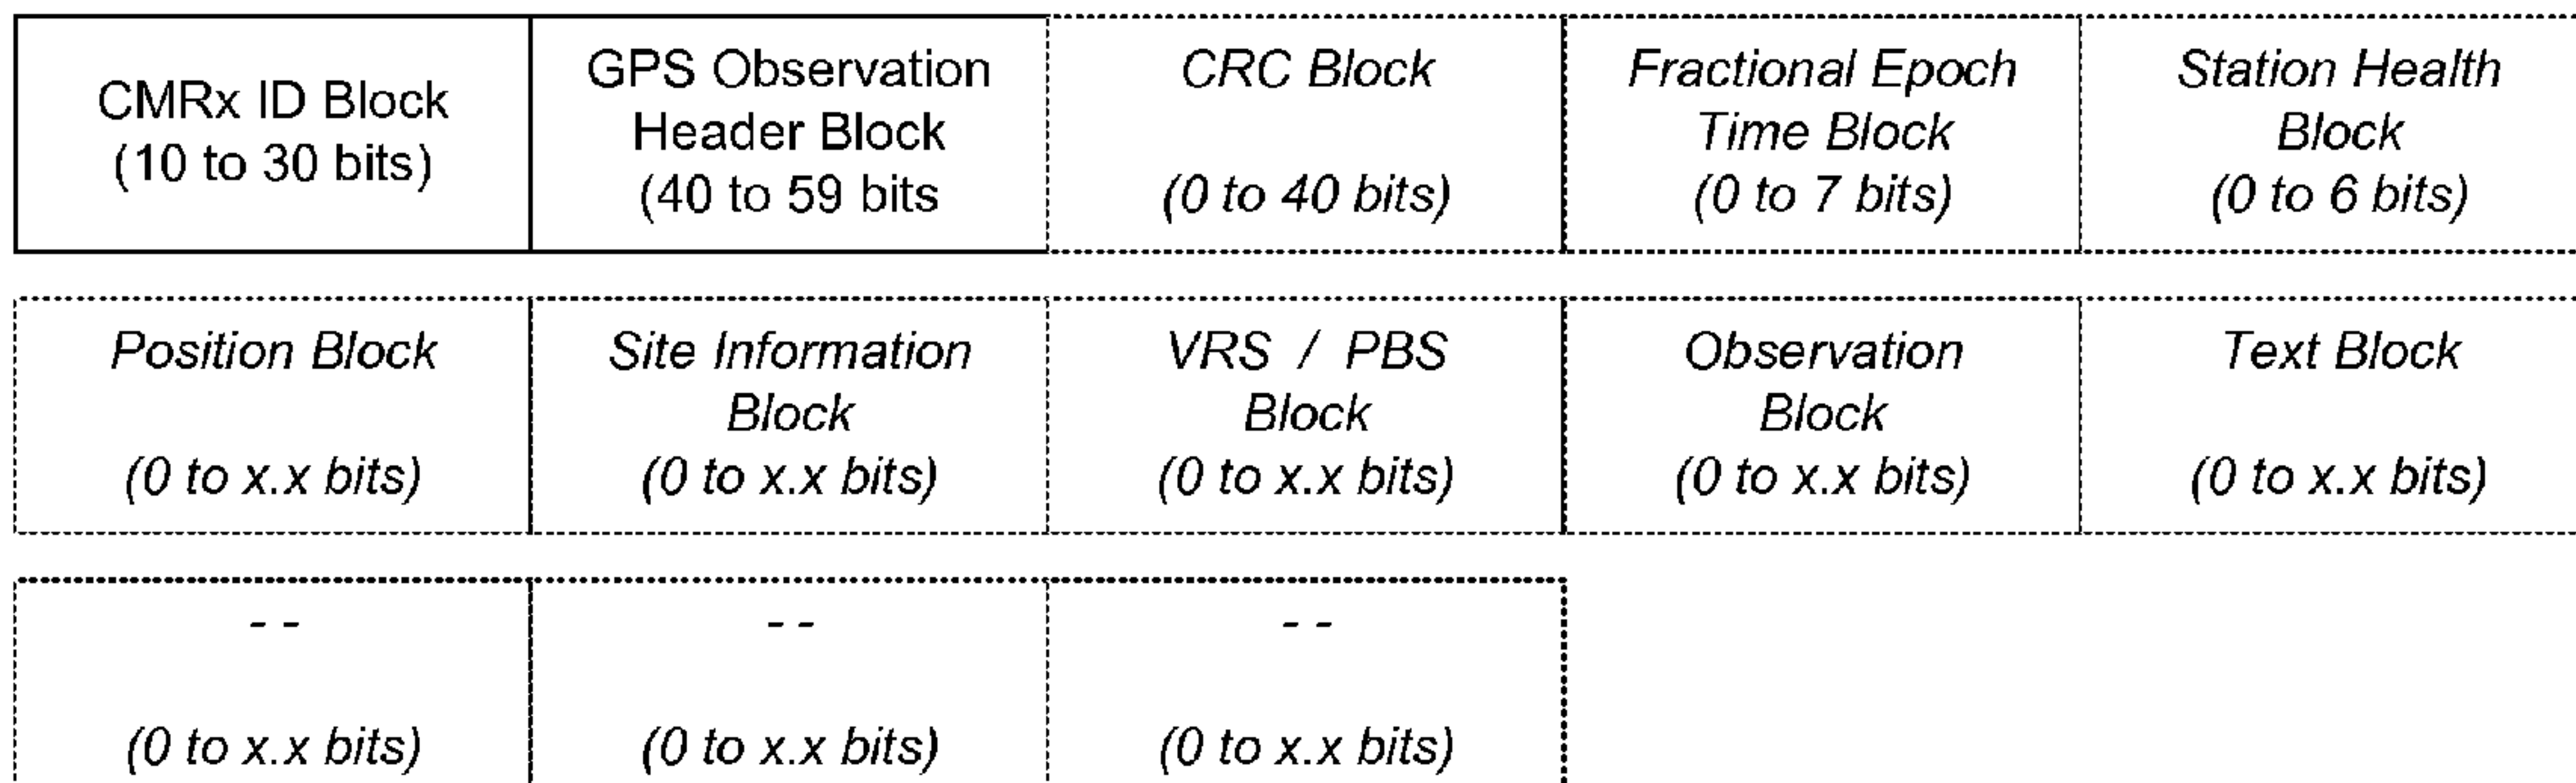 CMRx ID Block
(10 to 30 bits)
GPS Observation
Header Block
(40 to 59 bits
CRC Block
(0 to 40 bits)
Fractional Epoch
Time Block
(0 to 7 bits)
Station Health
Block
(0 to 6 bits)
Position Block
(0 to x.x bits)
Site Information
Block
(0 to x.x bits)
VRS / PBS
Block
(0 to x.x bits)
Observation
Block
(0 to x.x bits)
Text Block
(0 to x.x bits)
- -
(0 to x.x bits)
- -
(0 to x.x bits)
- -
(0 to x.x bits)